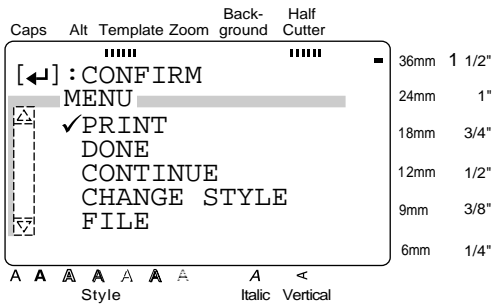 Caps Alt Template Zoom Back-ground Half Cutter
[↵]:CONFIRM
MENU
✓PRINT
DONE
CONTINUE
CHANGE STYLE
FILE
36mm 1 1/2"
24mm 1"
18mm 3/4"
12mm 1/2"
9mm 3/8"
6mm 1/4"
A A A A A A A A A
Style Italic Vertical